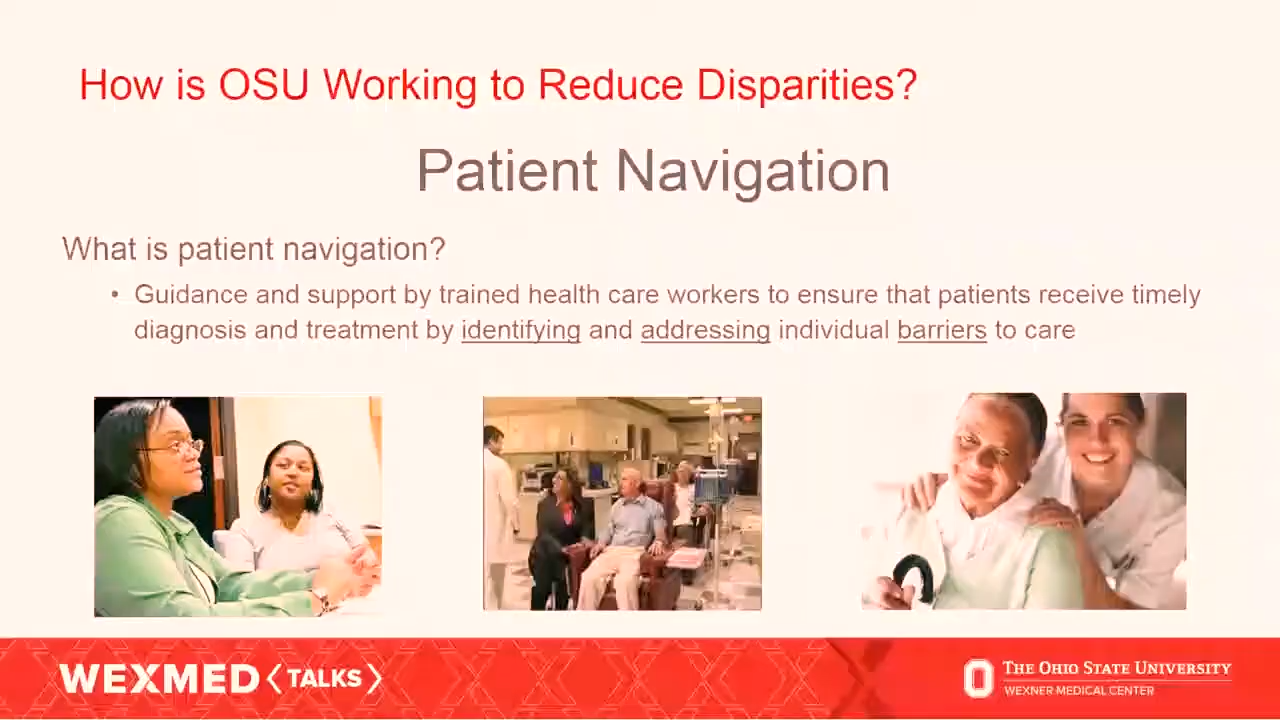 How is OSU Working to Reduce Disparities?
Patient Navigation
What is patient navigation?
• Guidance and support by trained health care workers to ensure that patients receive timely
diagnosis and treatment by identifying and addressing individual barriers to care
WEXMED TALKS
THE OHIO STATE UNIVERSITY
WEXNER MEDICAL CENTER